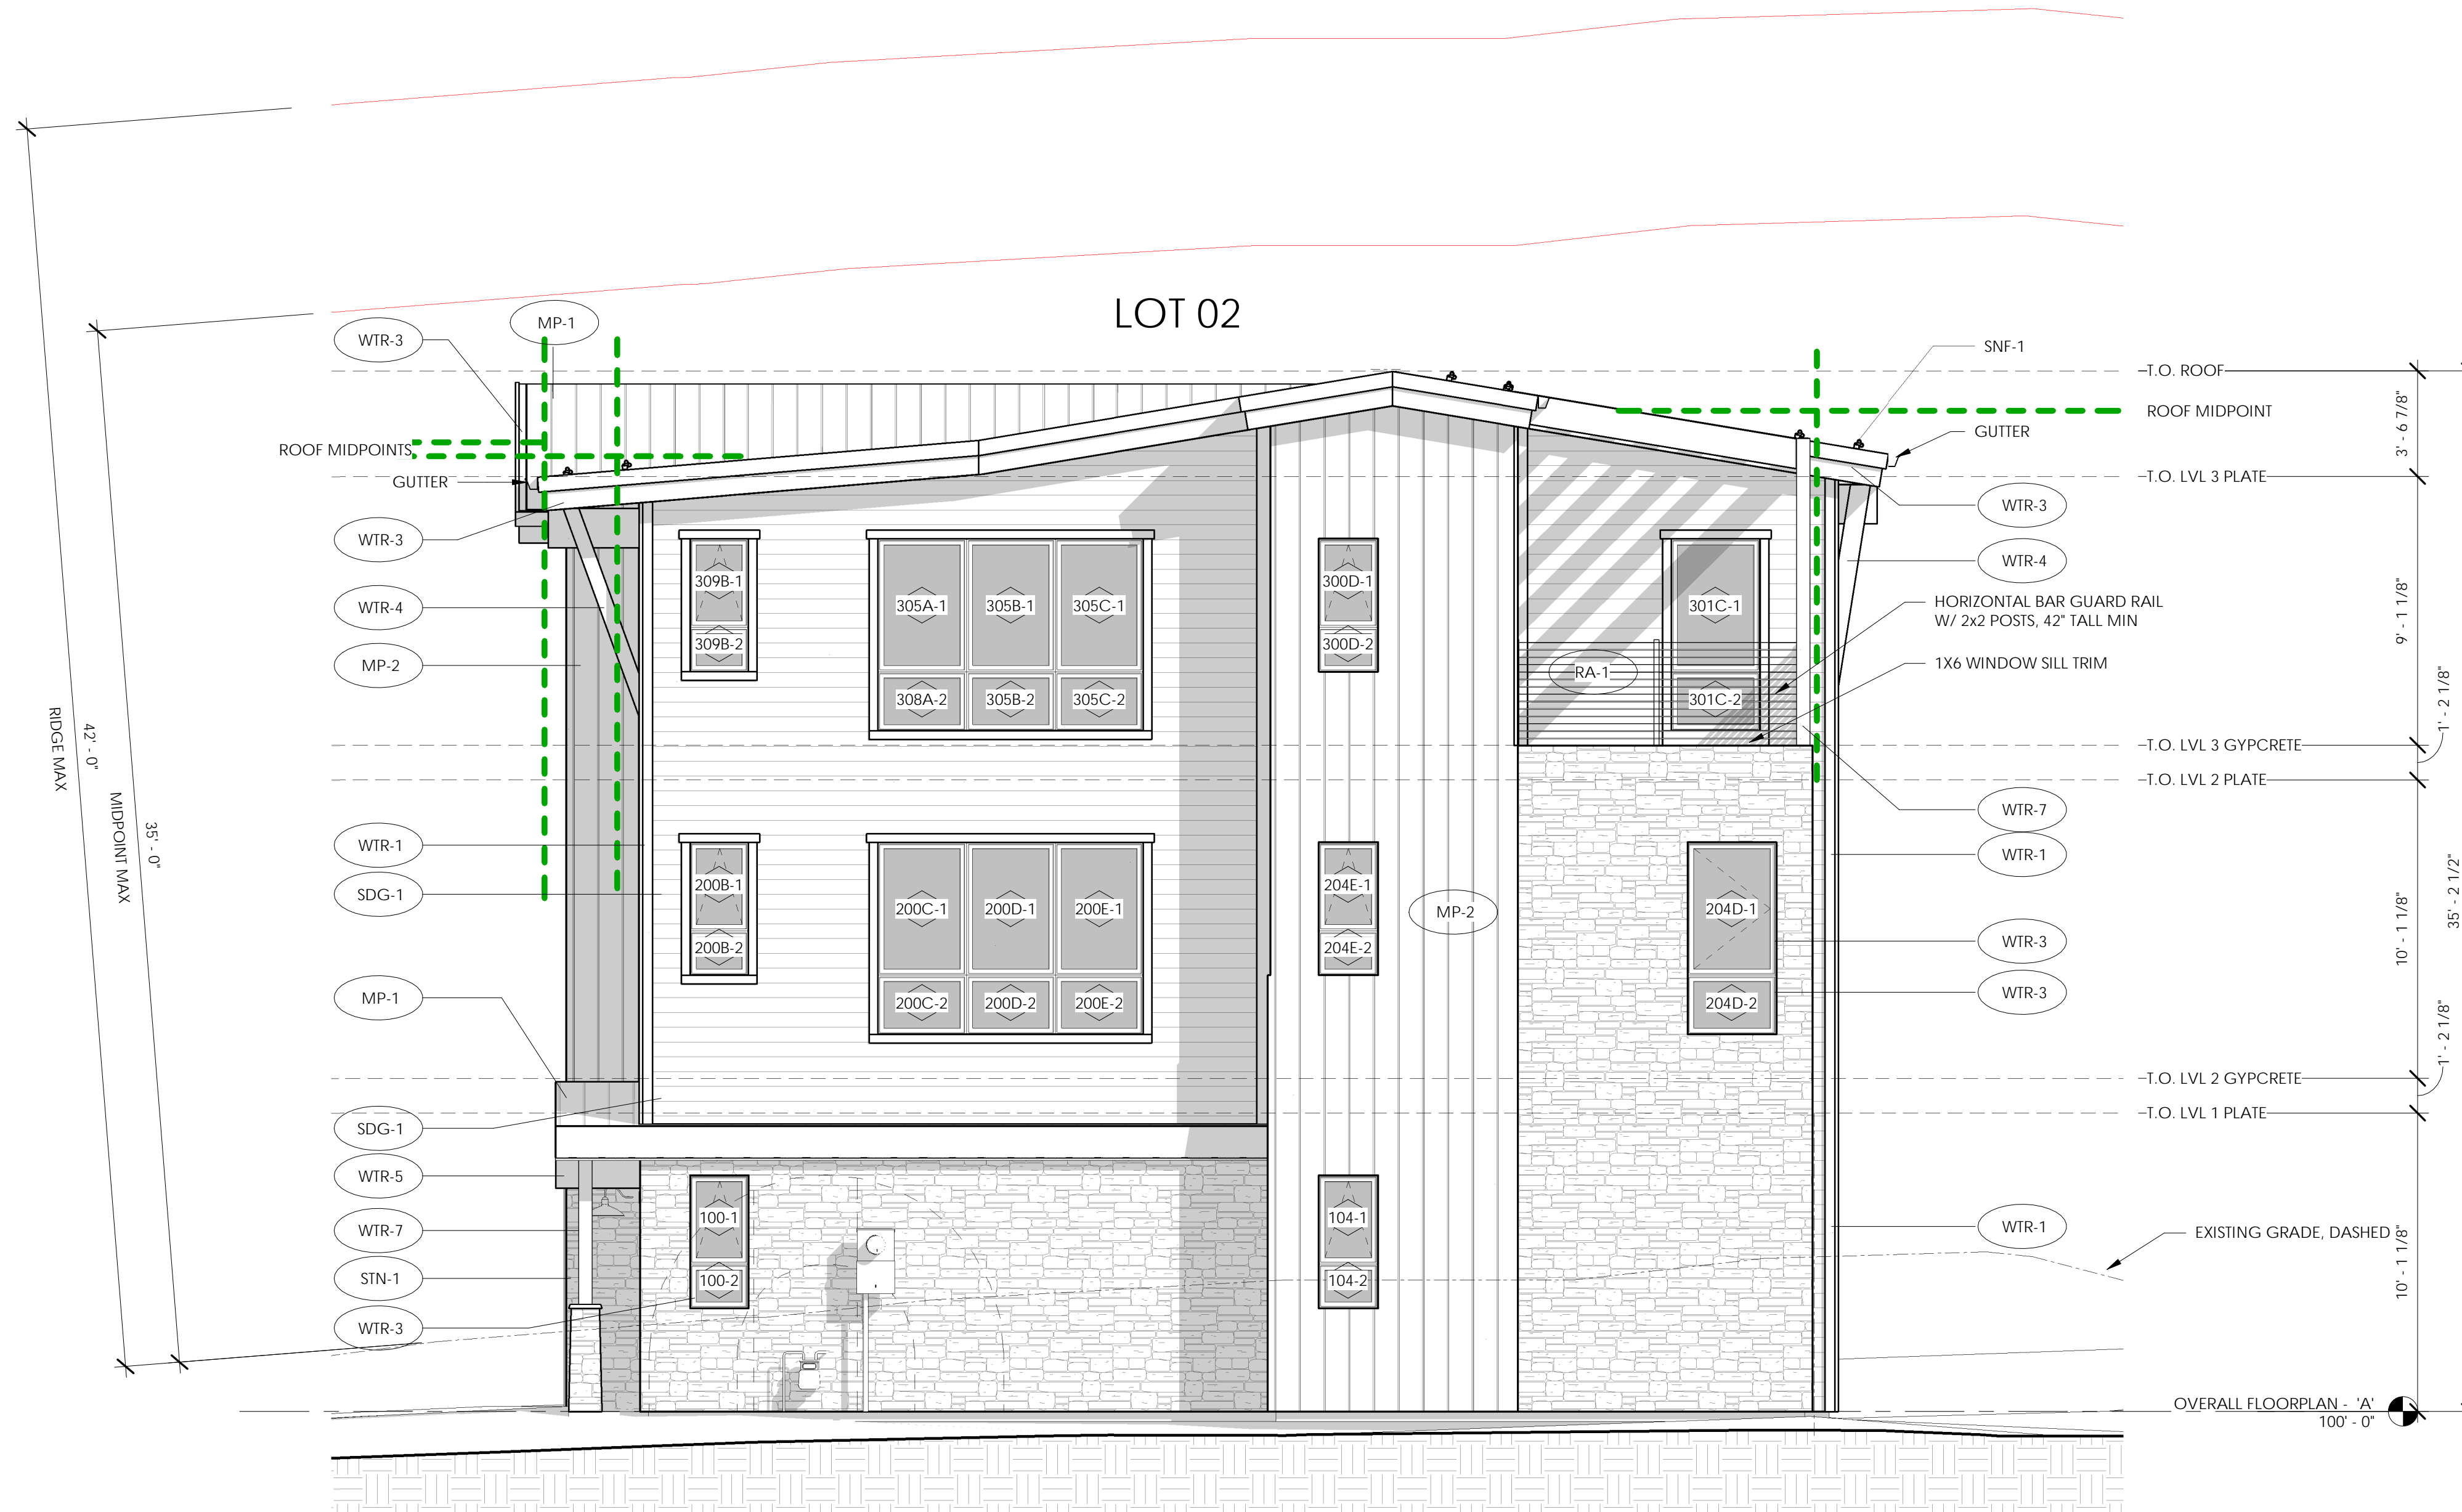 LOT 02
WTR-3
MP-1
ROOF MIDPOINTS
GUTTER
WTR-3
WTR-4
MP-2
WTR-1
SDG-1
MP-1
SDG-1
WTR-5
WTR-7
STN-1
WTR-3
RIDGE MAX
42' - 0"
MIDPOINT MAX
35' - 0"
309B-1
309B-2
305A-1
305B-1
305C-1
308A-2
305B-2
305C-2
300D-1
300D-2
RA-1
301C-1
301C-2
200B-1
200B-2
200C-1
200D-1
200E-1
200C-2
200D-2
200E-2
204E-1
204E-2
MP-2
204D-1
204D-2
100-1
100-2
104-1
104-2
SNF-1
GUTTER
WTR-3
WTR-4
HORIZONTAL BAR GUARD RAIL
W/ 2x2 POSTS, 42" TALL MIN
1X6 WINDOW SILL TRIM
WTR-7
WTR-1
WTR-3
WTR-3
WTR-1
EXISTING GRADE, DASHED
T.O. ROOF
ROOF MIDPOINT
T.O. LVL 3 PLATE
T.O. LVL 3 GYPCRETE
T.O. LVL 2 PLATE
T.O. LVL 2 GYPCRETE
T.O. LVL 1 PLATE
OVERALL FLOORPLAN - 'A'
100' - 0"
3' - 6 7/8"
9' - 1 1/8"
1' - 2 1/8"
10' - 1 1/8"
35' - 2 1/2"
1' - 2 1/8"
10' - 1 1/8"